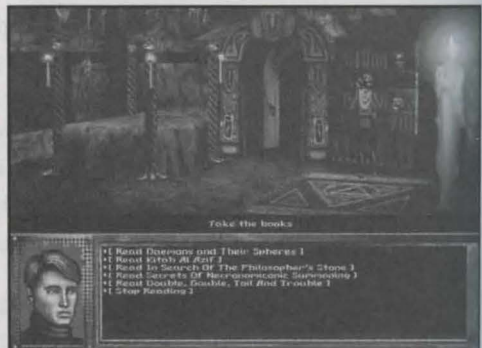 Take the books
•[ Read Daemons and Their Spheres ]
•[ Read Kitab Al Azif ]
•[ Read In Search Of The Philosopher's Stone ]
•[ Read Secrets Of Necronomiconic Summoning ]
•[ Read Double, Double, Toil And Trouble ]
•[ Stop Reading ]